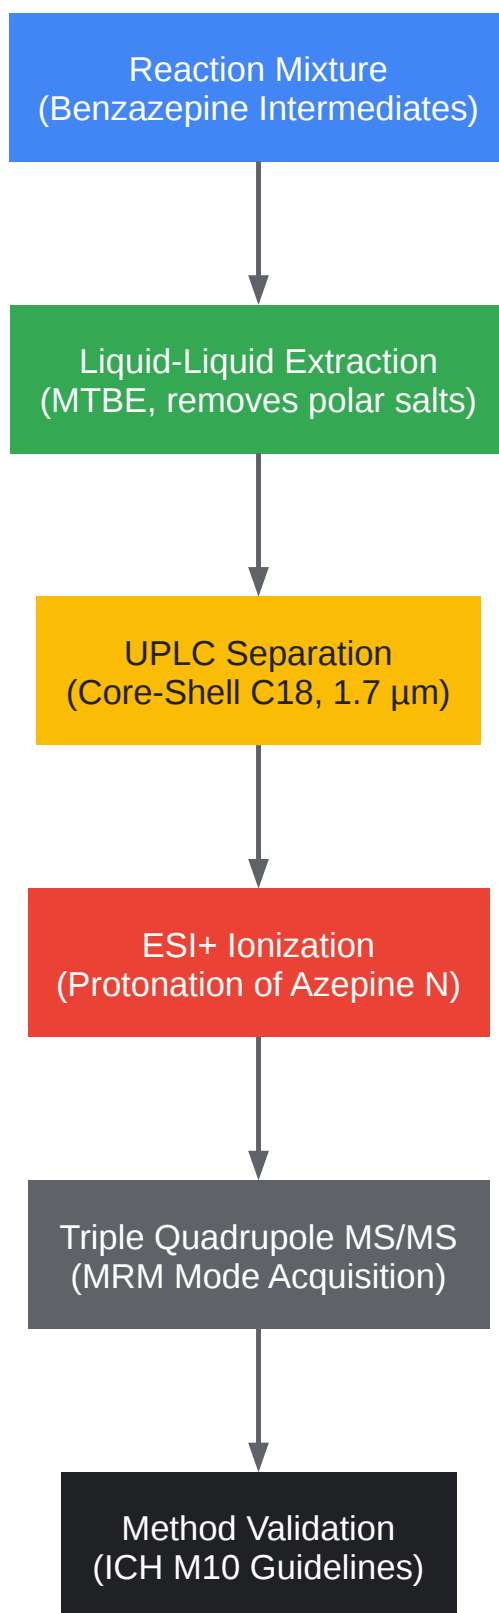 Reaction Mixture
(Benzazepine Intermediates)
Liquid-Liquid Extraction
(MTBE, removes polar salts)
UPLC Separation
(Core-Shell C18, 1.7 µm)
ESI+ Ionization
(Protonation of Azepine N)
Triple Quadrupole MS/MS
(MRM Mode Acquisition)
Method Validation
(ICH M10 Guidelines)